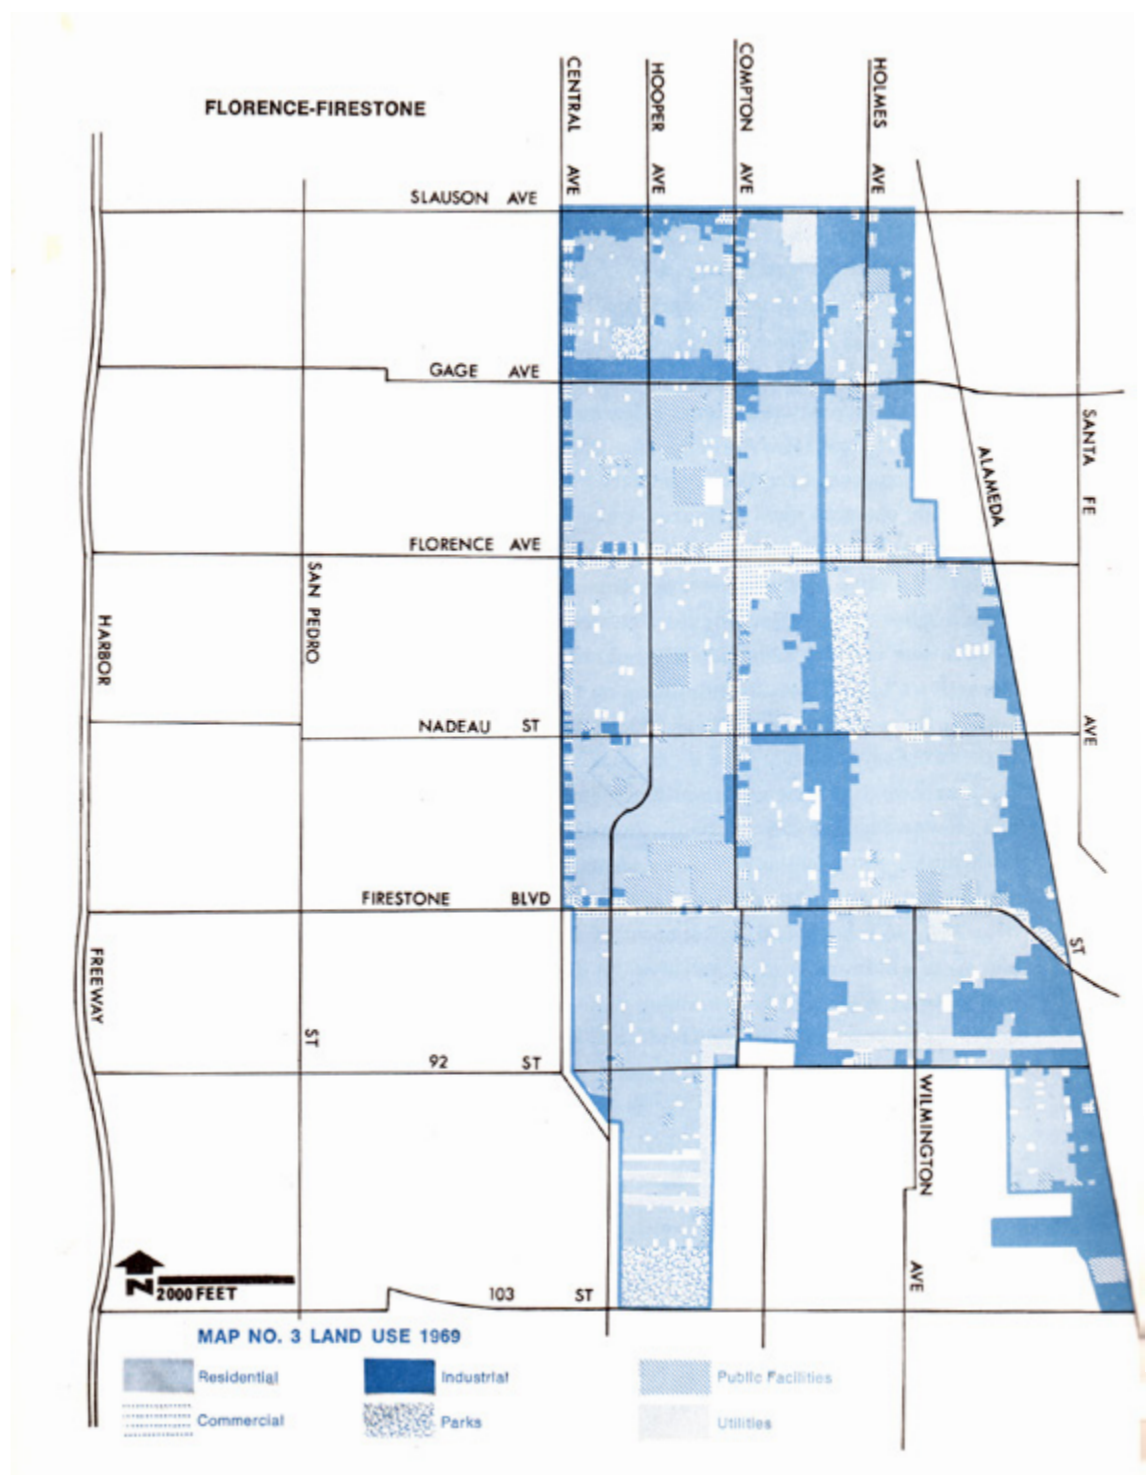 FLORENCE-FIRESTONE
CENTRAL AVE
HOOPER AVE
COMPTON AVE
HOLMES AVE
SLAUSON AVE
GAGE AVE
SANTA FE AVE
ALAMEDA ST
FLORENCE AVE
SAN PEDRO ST
HARBOR FREEWAY
NADEAU ST
FIRESTONE BLVD
92 ST
WILMINGTON AVE
103 ST
N
2000 FEET
MAP NO. 3 LAND USE 1969
Residential
Industrial
Public Facilities
Commercial
Parks
Utilities